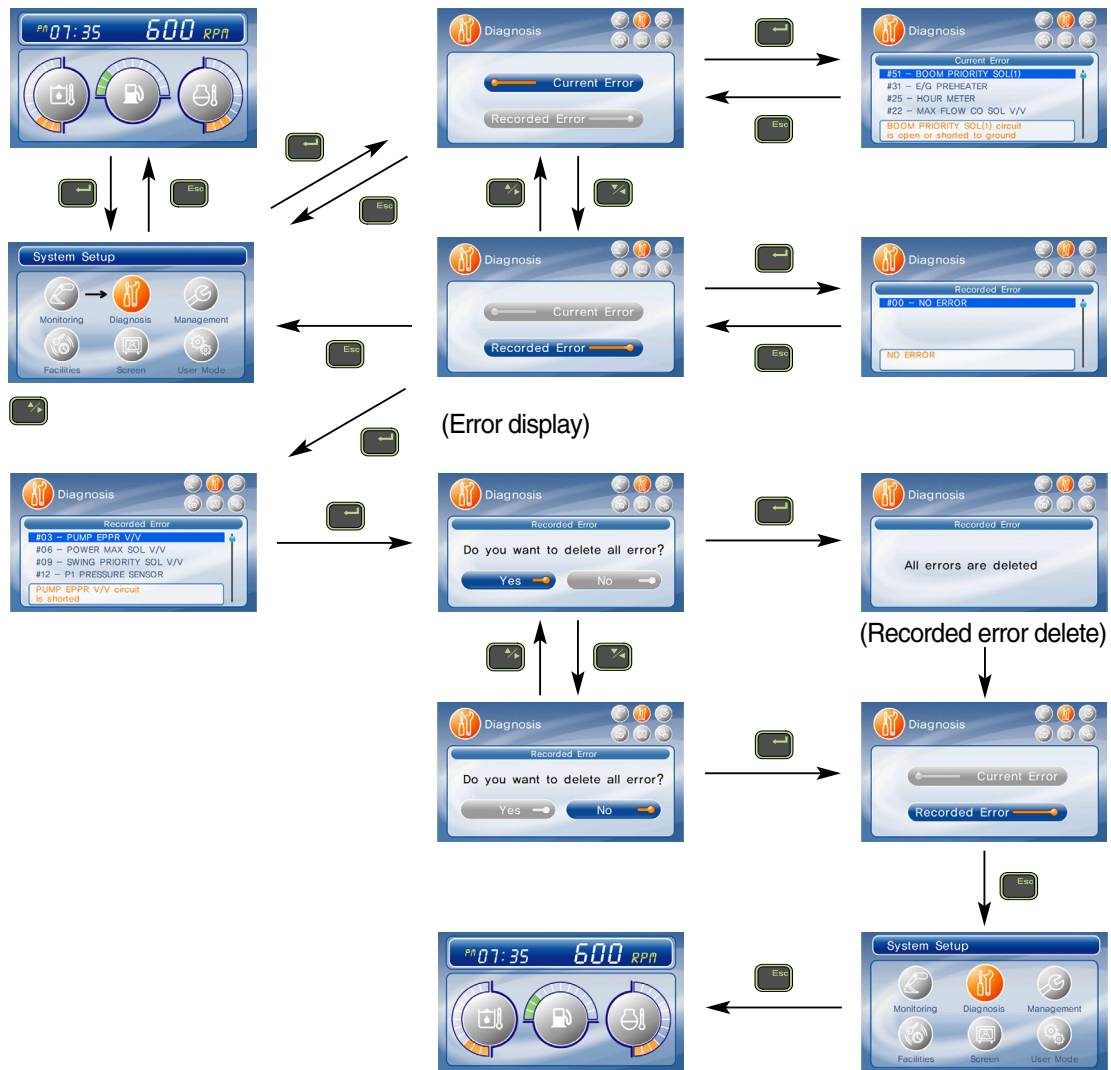 PM 07:35 600 RPM
Diagnosis
Current Error
Recorded Error
Diagnosis
Current Error
#51 – BOOM PRIORITY SOL(1)
#31 – E/G PREHEATER
#25 – HOUR METER
#22 – MAX FLOW CO SOL V/V
BOOM PRIORITY SOL(1) circuit
is open or shorted to ground
Esc
Esc
Esc
System Setup
Monitoring Diagnosis Management
Facilities Screen User Mode
Diagnosis
Current Error
Recorded Error
Diagnosis
Recorded Error
#00 – NO ERROR
NO ERROR
Esc
Esc
(Error display)
Diagnosis
Recorded Error
#03 – PUMP EPPR V/V
#06 – POWER MAX SOL V/V
#09 – SWING PRIORITY SOL V/V
#12 – P1 PRESSURE SENSOR
PUMP EPPR V/V circuit
is shorted
Diagnosis
Recorded Error
Do you want to delete all error?
Yes No
Diagnosis
Recorded Error
All errors are deleted
(Recorded error delete)
Diagnosis
Recorded Error
Do you want to delete all error?
Yes No
Diagnosis
Current Error
Recorded Error
Esc
PM 07:35 600 RPM
Esc
System Setup
Monitoring Diagnosis Management
Facilities Screen User Mode